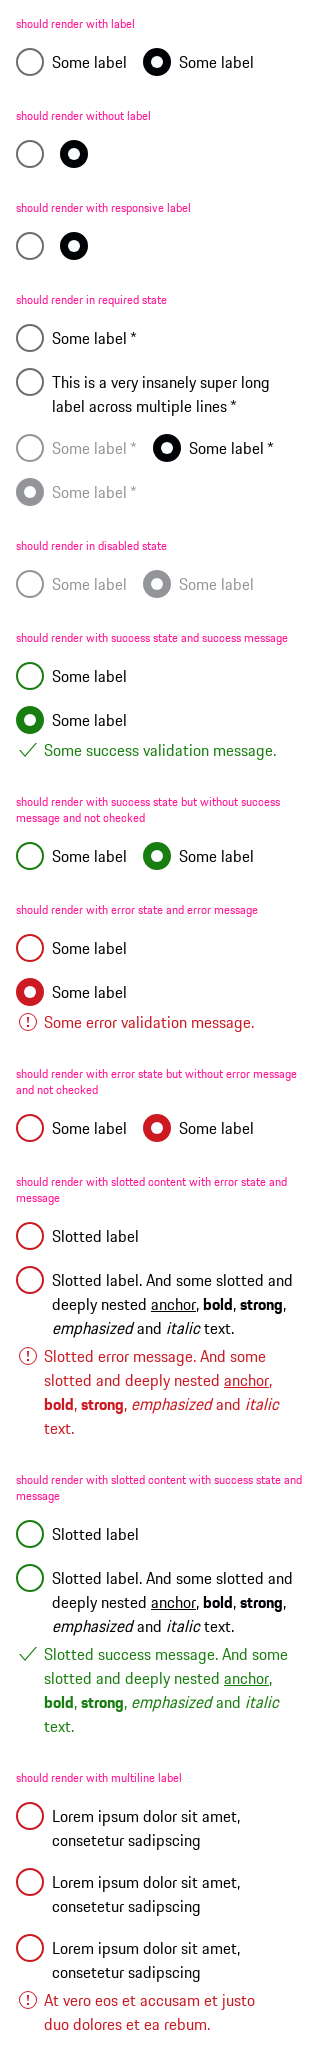 should render with label
Some label Some label
should render without label
should render with responsive label
should render in required state
Some label *
This is a very insanely super long
label across multiple lines *
Some label * Some label *
Some label *
should render in disabled state
Some label Some label
should render with success state and success message
Some label
Some label
Some success validation message.
should render with success state but without success
message and not checked
Some label Some label
should render with error state and error message
Some label
Some label
Some error validation message.
should render with error state but without error message
and not checked
Some label Some label
should render with slotted content with error state and
message
Slotted label
Slotted label. And some slotted and
deeply nested anchor, bold, strong,
emphasized and italic text.
Slotted error message. And some
slotted and deeply nested anchor,
bold, strong, emphasized and italic
text.
should render with slotted content with success state and
message
Slotted label
Slotted label. And some slotted and
deeply nested anchor, bold, strong,
emphasized and italic text.
Slotted success message. And some
slotted and deeply nested anchor,
bold, strong, emphasized and italic
text.
should render with multiline label
Lorem ipsum dolor sit amet,
consetetur sadipscing
Lorem ipsum dolor sit amet,
consetetur sadipscing
Lorem ipsum dolor sit amet,
consetetur sadipscing
At vero eos et accusam et justo
duo dolores et ea rebum.